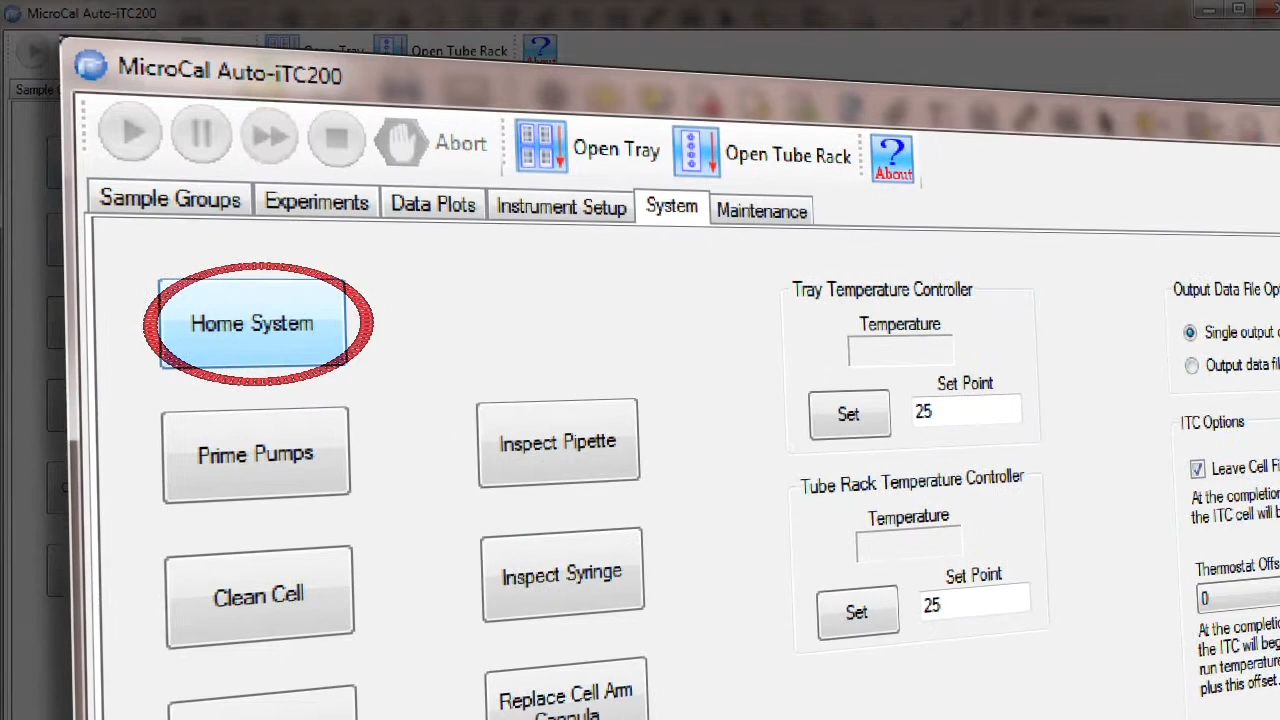 MicroCal Auto-iTC200
Open Tray
Open Tube Rack
?
About
Sample
MicroCal Auto-iTC200
Abort
Open Tray
Open Tube Rack
?
About
Sample Groups
Experiments
Data Plots
Instrument Setup
System
Maintenance
Home System
Prime Pumps
Clean Cell
Inspect Pipette
Inspect Syringe
Replace Cell Arm
Cannula
Tray Temperature Controller
Temperature
Set Point
Set
25
Tube Rack Temperature Controller
Temperature
Set Point
Set
25
Output Data File Op
Single output
Output data fil
ITC Options
Leave Cell Fi
At the completion
the ITC cell will b
Thermostat Offs
0
At the completio
the ITC will beg
run temperature
plus this offset.